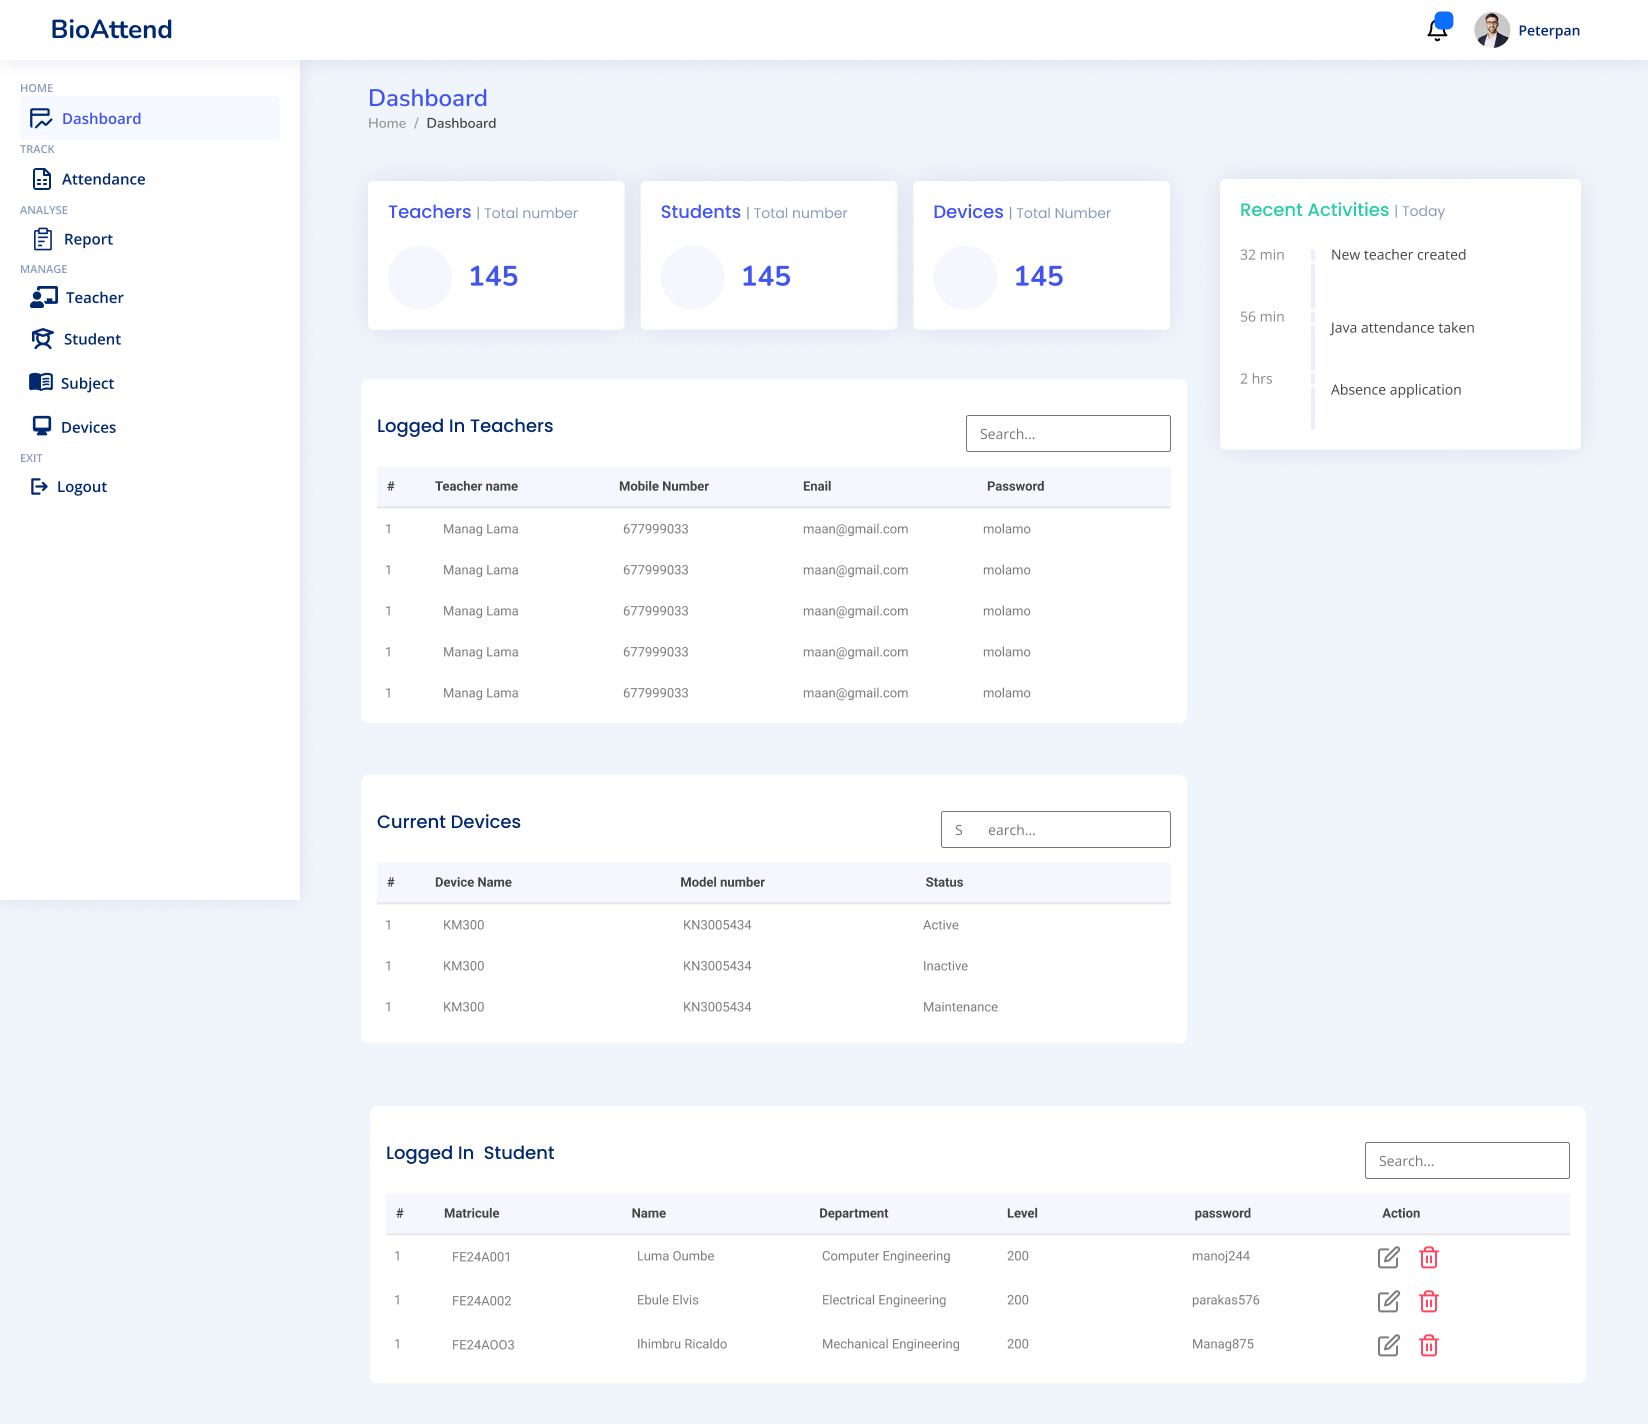 BioAttend
Peterpan
HOME
Dashboard
TRACK
Attendance
ANALYSE
Report
MANAGE
Teacher
Student
Subject
Devices
EXIT
Logout
Dashboard
Home / Dashboard
Teachers | Total number
145
Students | Total number
145
Devices | Total Number
145
Recent Activities | Today
32 min New teacher created
56 min Java attendance taken
2 hrs Absence application
Logged In Teachers
Search...
# Teacher name Mobile Number Enail Password
1 Manag Lama 677999033 maan@gmail.com molamo
1 Manag Lama 677999033 maan@gmail.com molamo
1 Manag Lama 677999033 maan@gmail.com molamo
1 Manag Lama 677999033 maan@gmail.com molamo
1 Manag Lama 677999033 maan@gmail.com molamo
Current Devices
S earch...
# Device Name Model number Status
1 KM300 KN3005434 Active
1 KM300 KN3005434 Inactive
1 KM300 KN3005434 Maintenance
Logged In Student
Search...
# Matricule Name Department Level password Action
1 FE24A001 Luma Oumbe Computer Engineering 200 manoj244
1 FE24A002 Ebule Elvis Electrical Engineering 200 parakas576
1 FE24AOO3 Ihimbru Ricaldo Mechanical Engineering 200 Manag875